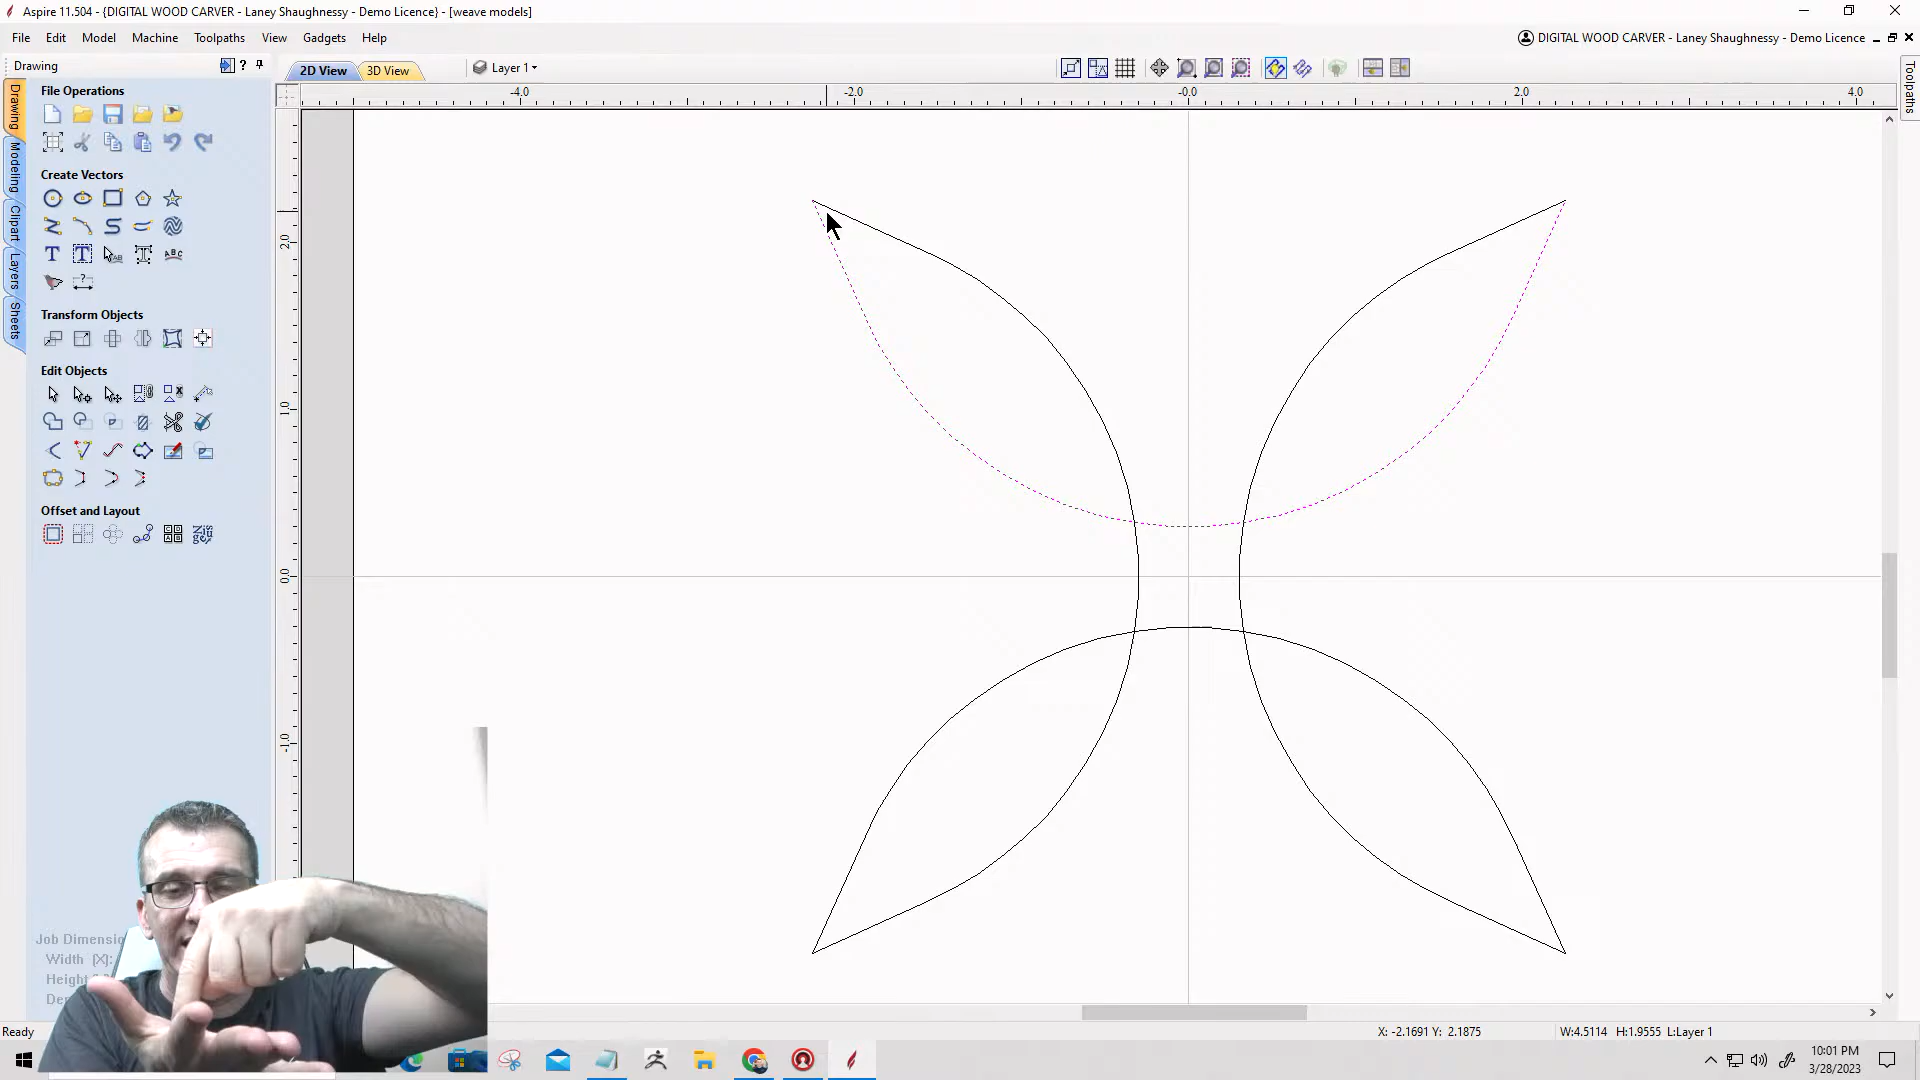 Aspire 11.504 - {DIGITAL WOOD CARVER - Laney Shaughnessy - Demo Licence} - [weave models]
File Edit Model Machine Toolpaths View Gadgets Help
DIGITAL WOOD CARVER - Laney Shaughnessy - Demo Licence
Drawing
2D View 3D View Layer 1
Toolpaths
Drawing
Modeling
Clipart
Layers
Sheets
-4.0 -2.0 -0.0 2.0 4.0
2.0
1.0
0.0
-1.0
File Operations
Create Vectors
Transform Objects
Edit Objects
Offset and Layout
Job Dimensi
Width (X):
Height
De
Ready
X: -2.1691 Y: 2.1875
W:4.5114 H:1.9555 L:Layer 1
10:01 PM
3/28/2023